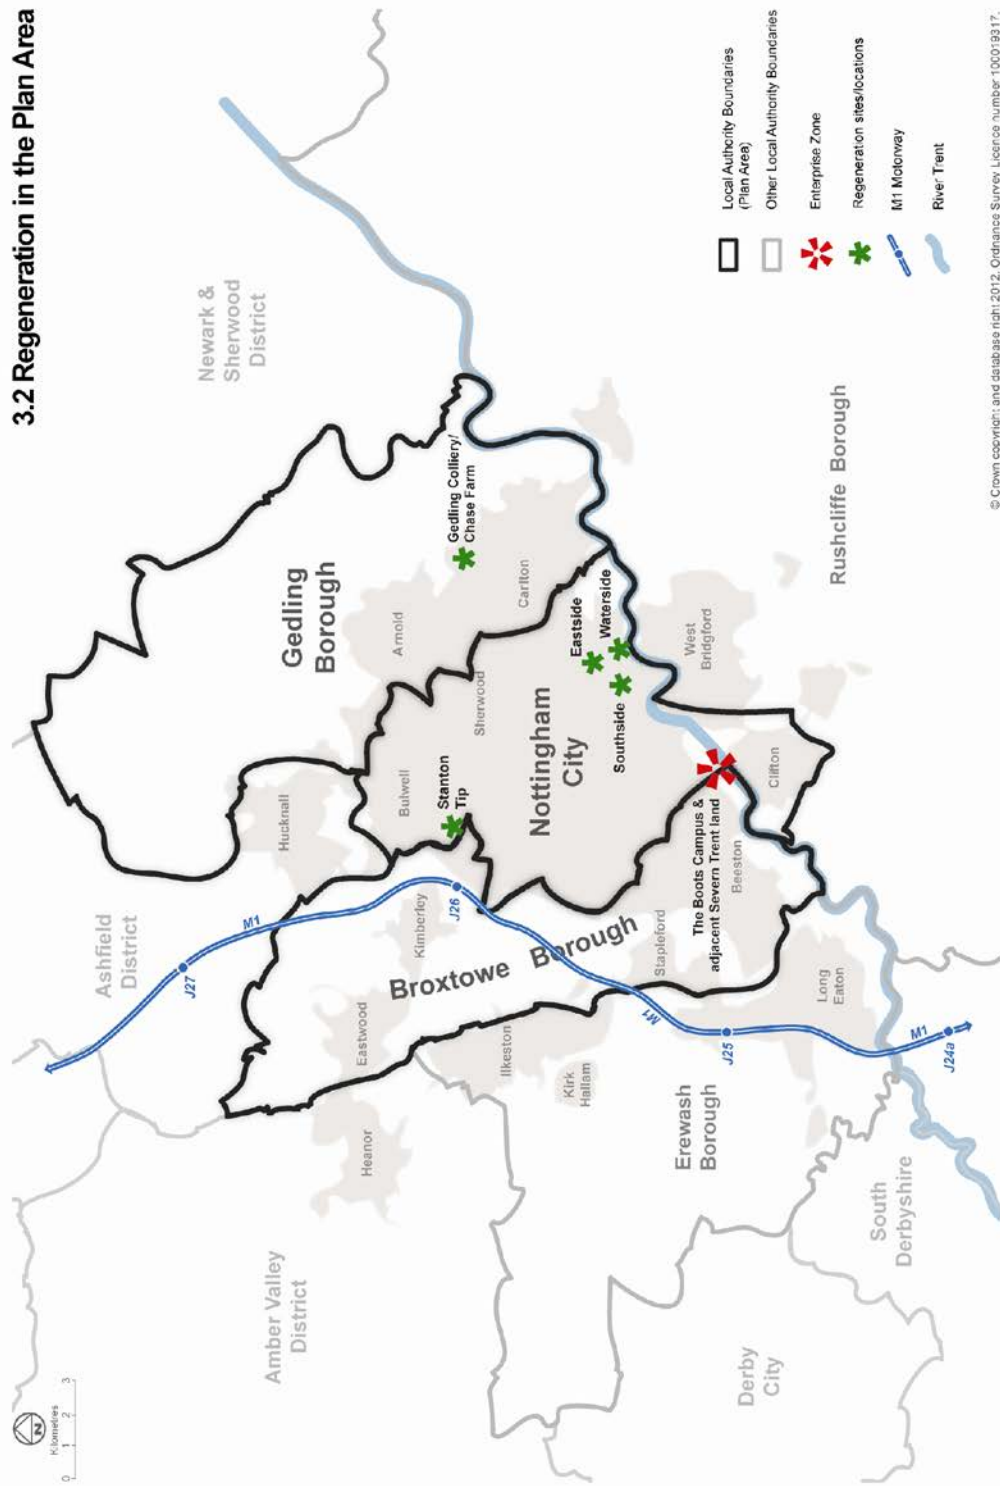 3.2 Regeneration in the Plan Area
N
Kilometres
0 1 2 3
Newark &
Sherwood
District
Ashfield
District
Amber Valley
District
Gedling
Borough
Gedling Colliery/
Chase Farm
Hucknall
Arnold
Carlton
Bulwell
Sherwood
Stanton
Tip
M1
J27
J26
Kimberley
Eastwood
Heanor
Broxtowe Borough
Nottingham
City
Eastside
Waterside
Southside
Ilkeston
Kirk
Hallam
Stapleford
M1
The Boots Campus &
adjacent Severn Trent land
Beeston
Clifton
West
Bridgford
Rushcliffe Borough
J25
Erewash
Borough
Long
Eaton
M1
J24a
Derby
City
South
Derbyshire
Local Authority Boundaries
(Plan Area)
Other Local Authority Boundaries
Enterprise Zone
Regeneration sites/locations
M1 Motorway
River Trent
© Crown copyright and database right 2012. Ordnance Survey Licence number 100019317.